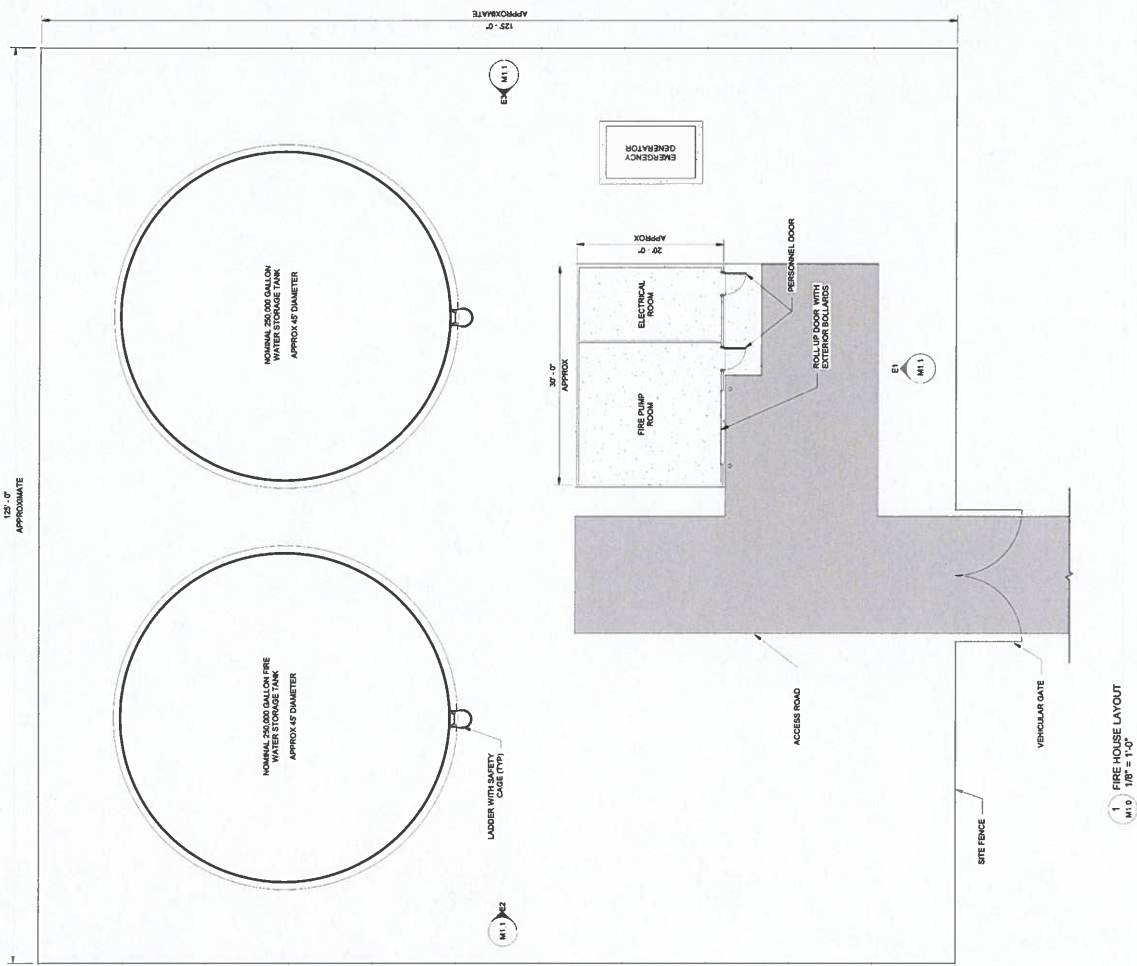 125' - 0"
APPROXIMATE
125' - 0"
APPROXIMATE
NOMINAL 250,000 GALLON FIRE
WATER STORAGE TANK
APPROX 45' DIAMETER
NOMINAL 250,000 GALLON
WATER STORAGE TANK
APPROX 45' DIAMETER
LADDER WITH SAFETY
CAGE (TYP)
E2
M1.1
E3
M1.1
EMERGENCY
GENERATOR
30' - 0"
APPROX
20' - 0"
APPROX
FIRE PUMP
ROOM
ELECTRICAL
ROOM
PERSONNEL DOOR
ROLL UP DOOR WITH
EXTERIOR BOLLARDS
E1
M1.1
ACCESS ROAD
VEHICULAR GATE
SITE FENCE
1
M1.0
FIRE HOUSE LAYOUT
1/8" = 1'-0"